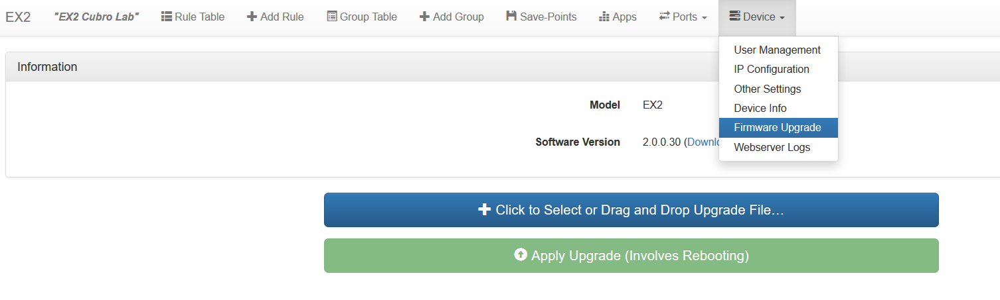 EX2 "EX2 Cubro Lab" Rule Table Add Rule Group Table Add Group Save-Points Apps Ports Device
User Management
Information
IP Configuration
Other Settings
Model EX2
Device Info
Firmware Upgrade
Software Version 2.0.0.30 (Downlo
Webserver Logs
Click to Select or Drag and Drop Upgrade File…
Apply Upgrade (Involves Rebooting)